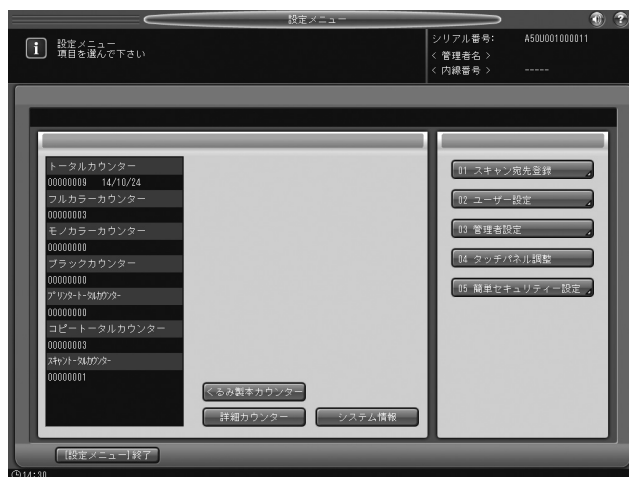 設定メニュー
設定メニュー
項目を選んで下さい
シリアル番号: A50U001000011
< 管理者名 >
< 内線番号 > -----
トータルカウンター
00000009 14/10/24
フルカラーカウンター
00000003
モノカラーカウンター
00000000
ブラックカウンター
00000000
プリンタートータルカウンター
00000000
コピートータルカウンター
00000003
スキャントータルカウンター
00000001
くるみ製本カウンター
詳細カウンター
システム情報
01 スキャン宛先登録
02 ユーザー設定
03 管理者設定
04 タッチパネル調整
05 簡単セキュリティー設定
[設定メニュー]終了
14:30